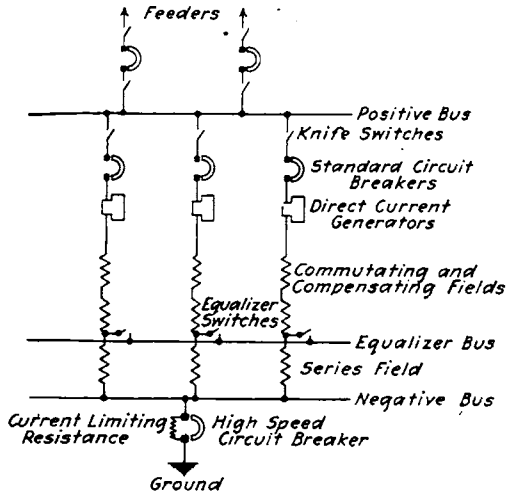 Feeders
Positive Bus
Knife Switches
Standard Circuit
Breakers
Direct Current
Generators
Commutating and
Compensating Fields
Equalizer
Switches
Equalizer Bus
Series Field
Negative Bus
Current Limiting
Resistance
High Speed
Circuit Breaker
Ground